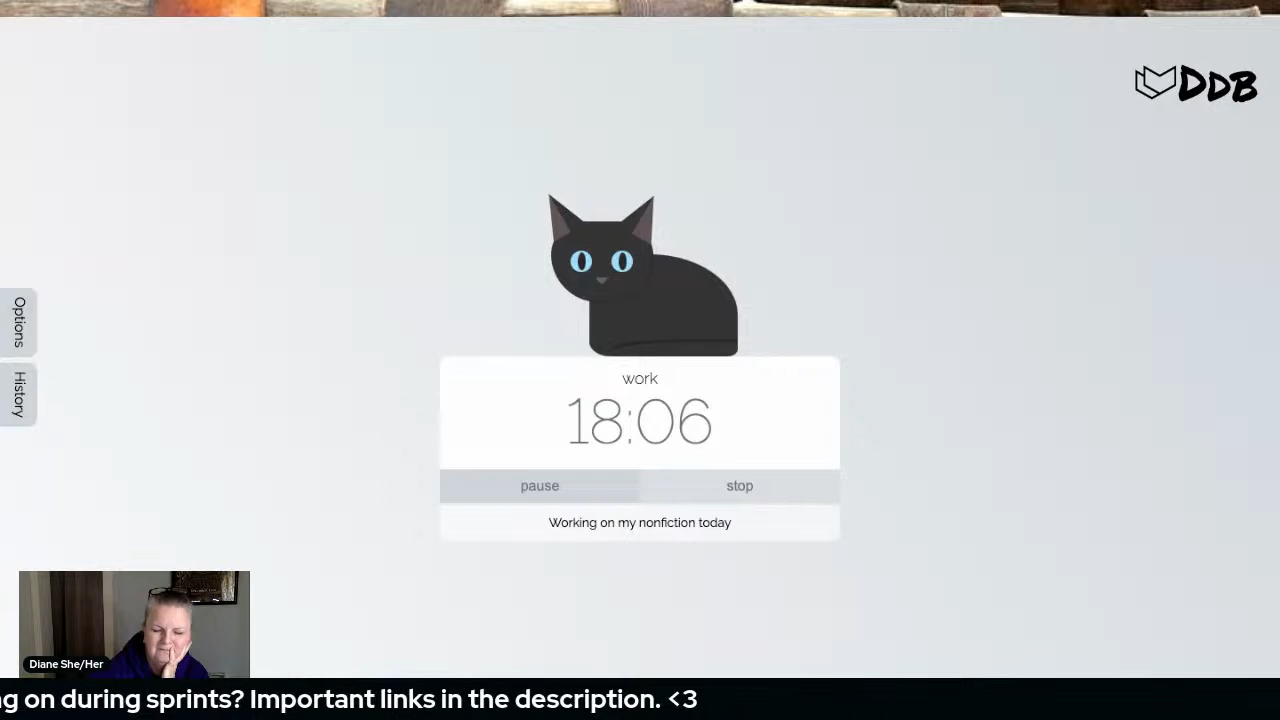 DDB
Options
History
work
18:06
pause
stop
Working on my nonfiction today
Diane She/Her
g on during sprints? Important links in the description. <3